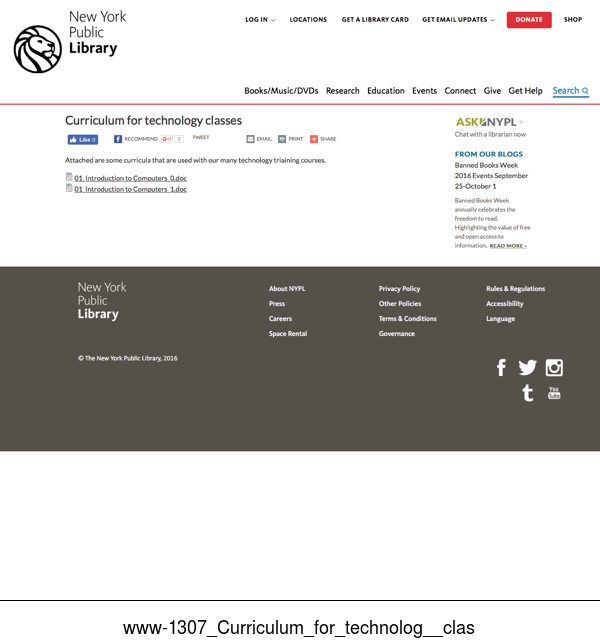 New York
Public
Library
LOG IN
LOCATIONS
GET A LIBRARY CARD
GET EMAIL UPDATES
DONATE
SHOP
Books/Music/DVDs Research Education Events Connect Give Get Help Search
Curriculum for technology classes
Like 0
RECOMMEND
G+1 0
TWEET
EMAIL
PRINT
SHARE
Attached are some curricula that are used with our many technology triaining courses.
01_Introduction to Computers_0.doc
01_Introduction to Computers_1.doc
ASK NYPL >
Chat with a librarian now
FROM OUR BLOGS
Banned Books Week
2016 Events September
25-October 1
Banned Books Week
annually celebrates the
freedom to read.
Highlighting the value of free
and open access to
information. READ MORE ›
New York
Public
Library
About NYPL
Press
Careers
Space Rental
Privacy Policy
Other Policies
Terms & Conditions
Governance
Rules & Regulations
Accessibility
Language
© The New York Public Library, 2016
You
Tube
www-1307_Curriculum_for_technolog__clas